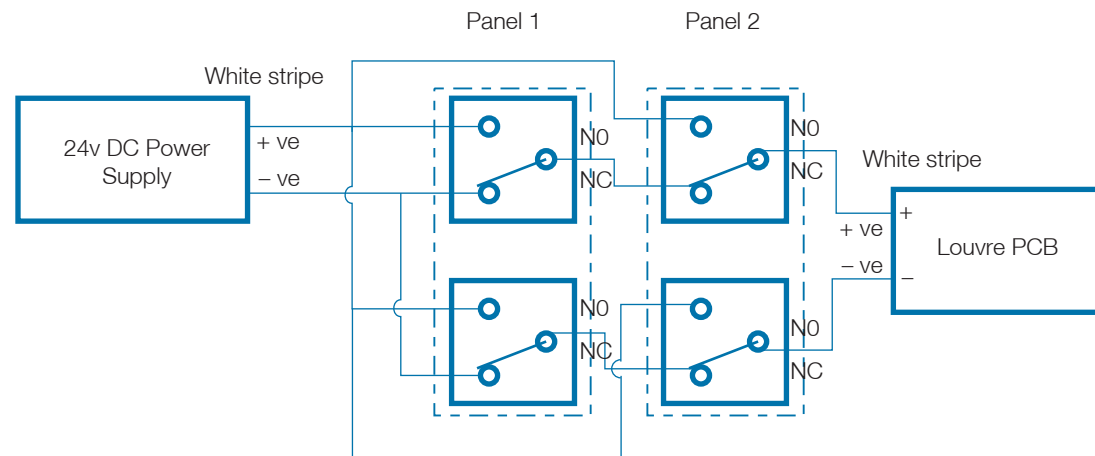 Panel 1
Panel 2
White stripe
24v DC Power
Supply
+ ve
– ve
N0
NC
N0
NC
White stripe
+ ve
– ve
+
–
Louvre PCB
N0
NC
N0
NC